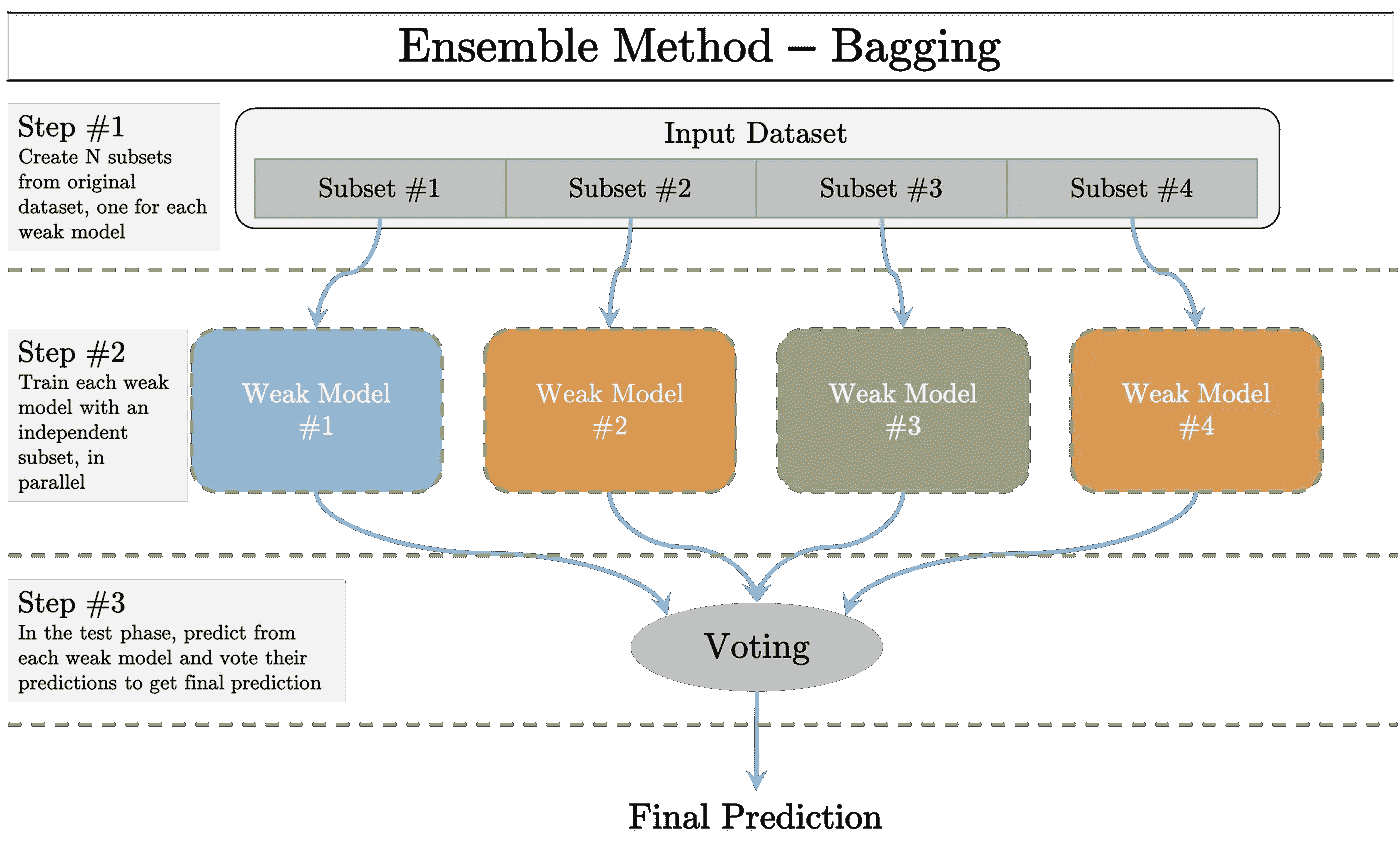 Ensemble Method – Bagging
Step #1
Create N subsets
from original
dataset, one for each
weak model
Input Dataset
Subset #1
Subset #2
Subset #3
Subset #4
Step #2
Train each weak
model with an
independent
subset, in
parallel
Weak Model
#1
Weak Model
#2
Weak Model
#3
Weak Model
#4
Step #3
In the test phase, predict from
each weak model and vote their
predictions to get final prediction
Voting
Final Prediction